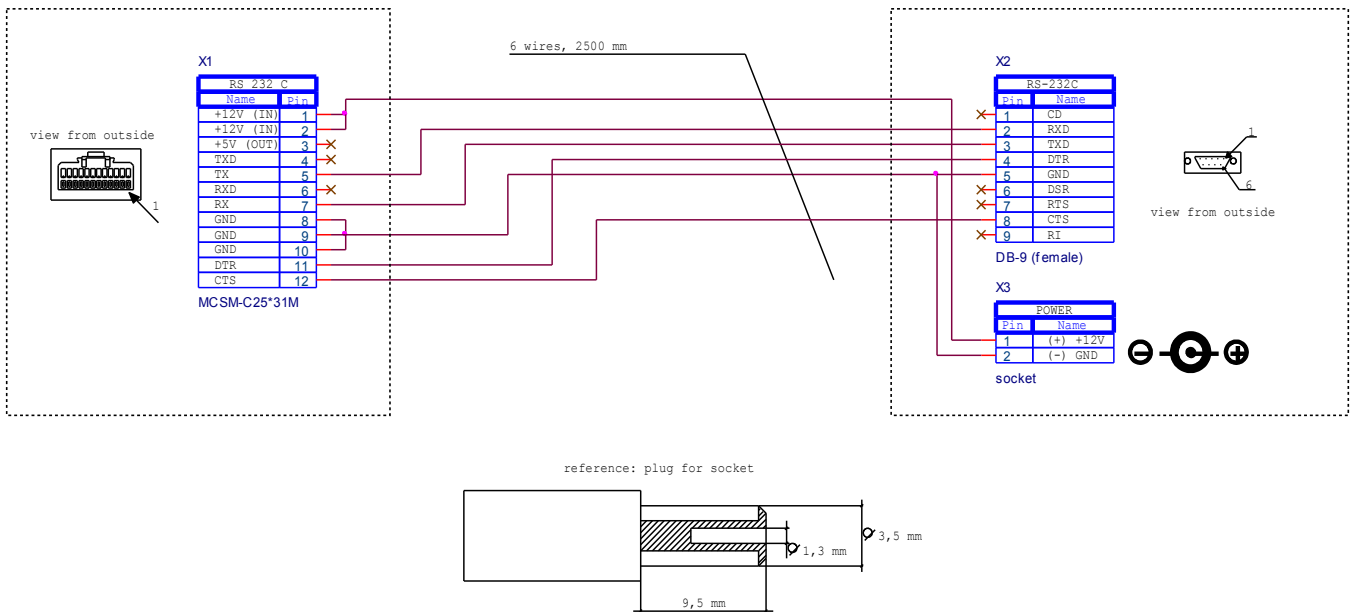 6 wires, 2500 mm
X1
RS 232 C
Name Pin
+12V (IN) 1
+12V (IN) 2
+5V (OUT) 3
TXD 4
TX 5
RXD 6
RX 7
GND 8
GND 9
GND 10
DTR 11
CTS 12
MCSM-C25*31M
view from outside
1
X2
RS-232C
Pin Name
1 CD
2 RXD
3 TXD
4 DTR
5 GND
6 DSR
7 RTS
8 CTS
9 RI
DB-9 (female)
1
6
view from outside
X3
POWER
Pin Name
1 (+) +12V
2 (-) GND
socket
reference: plug for socket
1,3 mm
3,5 mm
9,5 mm